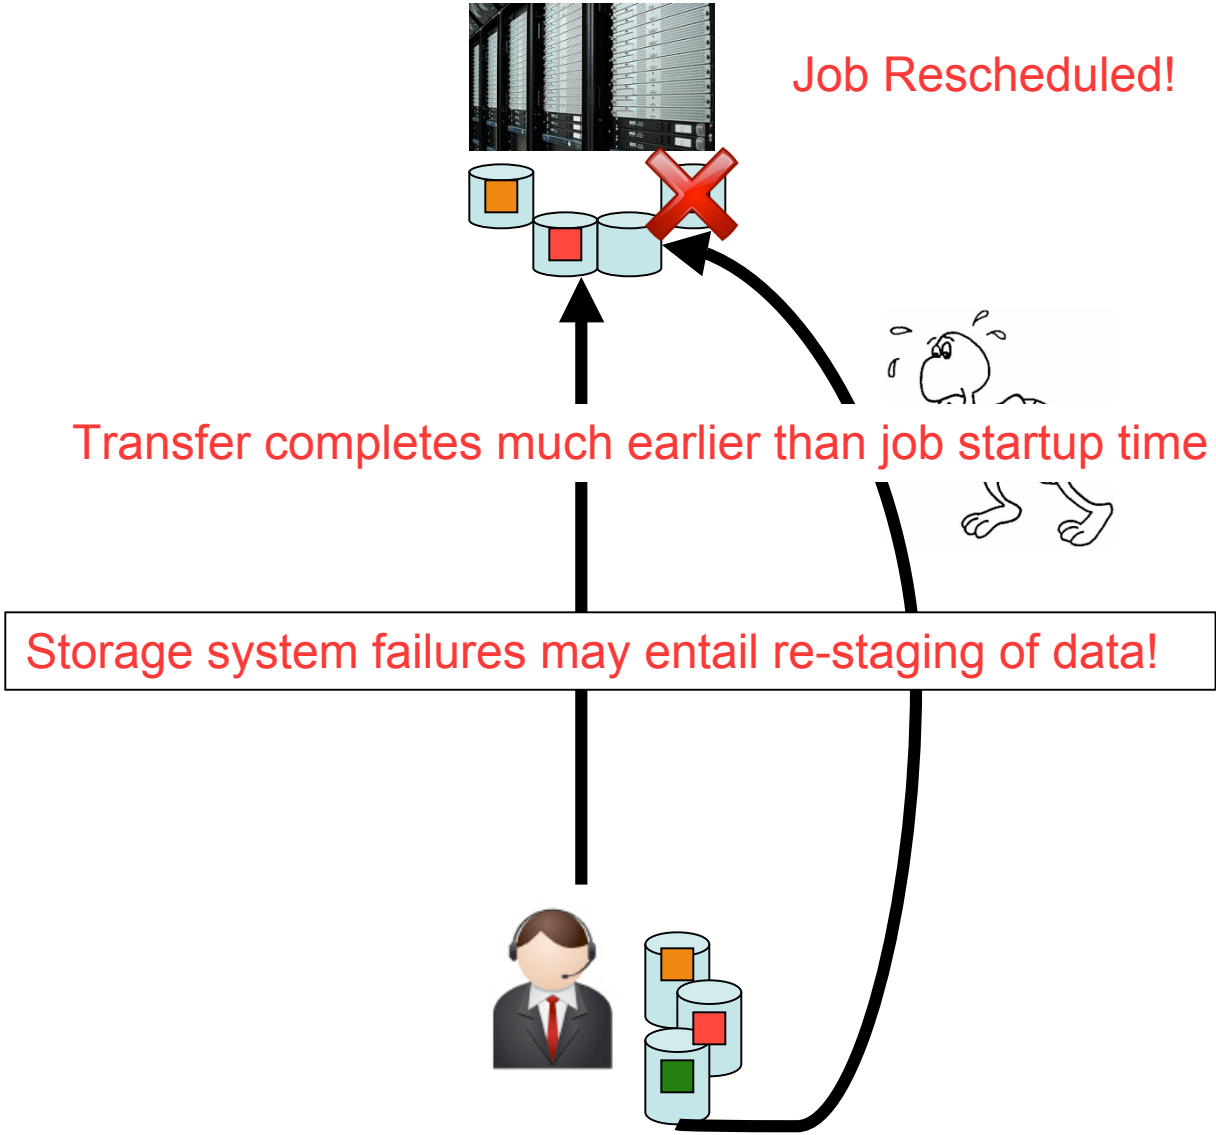 Job Rescheduled!
Transfer completes much earlier than job startup time
Storage system failures may entail re-staging of data!